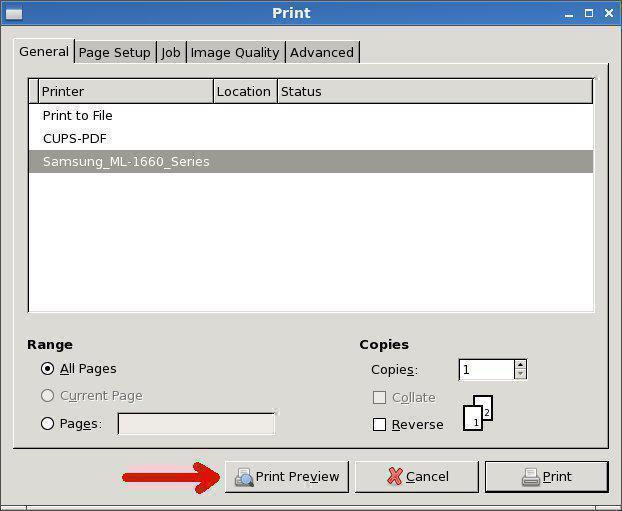 Print
General Page Setup Job Image Quality Advanced
Printer Location Status
Print to File
CUPS-PDF
Samsung_ML-1660_Series
Range Copies
All Pages Copies: 1
Current Page Collate
Pages: Reverse 1 2
Print Preview Cancel Print